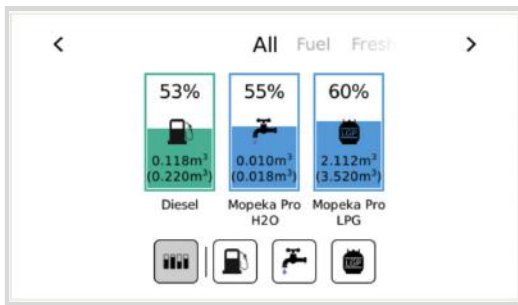 < All Fuel Fresh >
53% 55% 60%
LGP
0.118m³ 0.010m³ 2.112m³
(0.220m³) (0.018m³) (3.520m³)
Diesel Mopeka Pro Mopeka Pro
H2O LPG
LGP